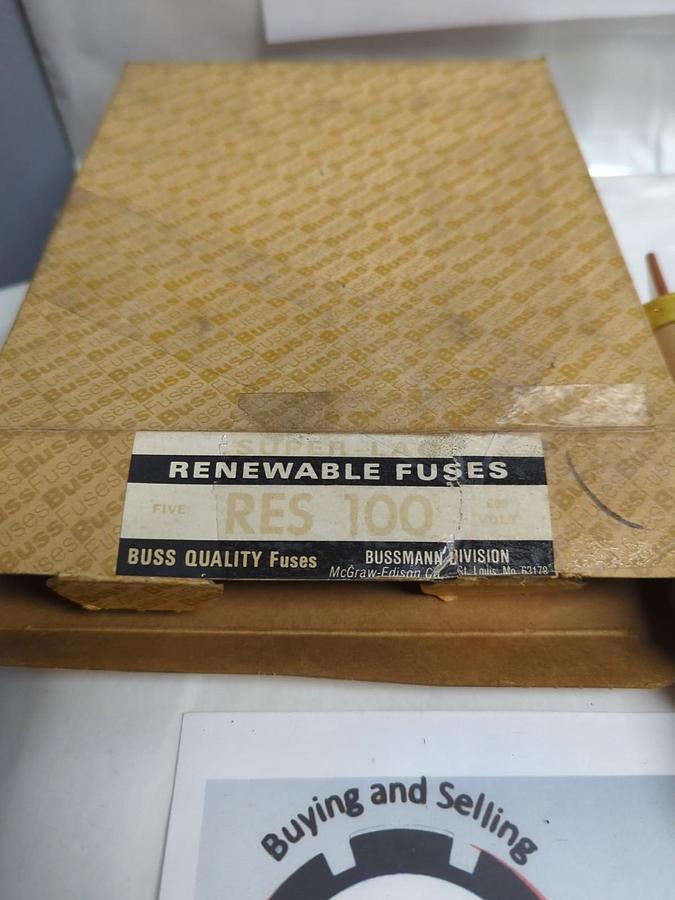 SUPER-LAG
RENEWABLE FUSES
FIVE RES 100 600 VOLT
BUSS QUALITY Fuses BUSSMANN DIVISION
McGraw-Edison Co. St. Louis, Mo. 63178
Buying and Selling